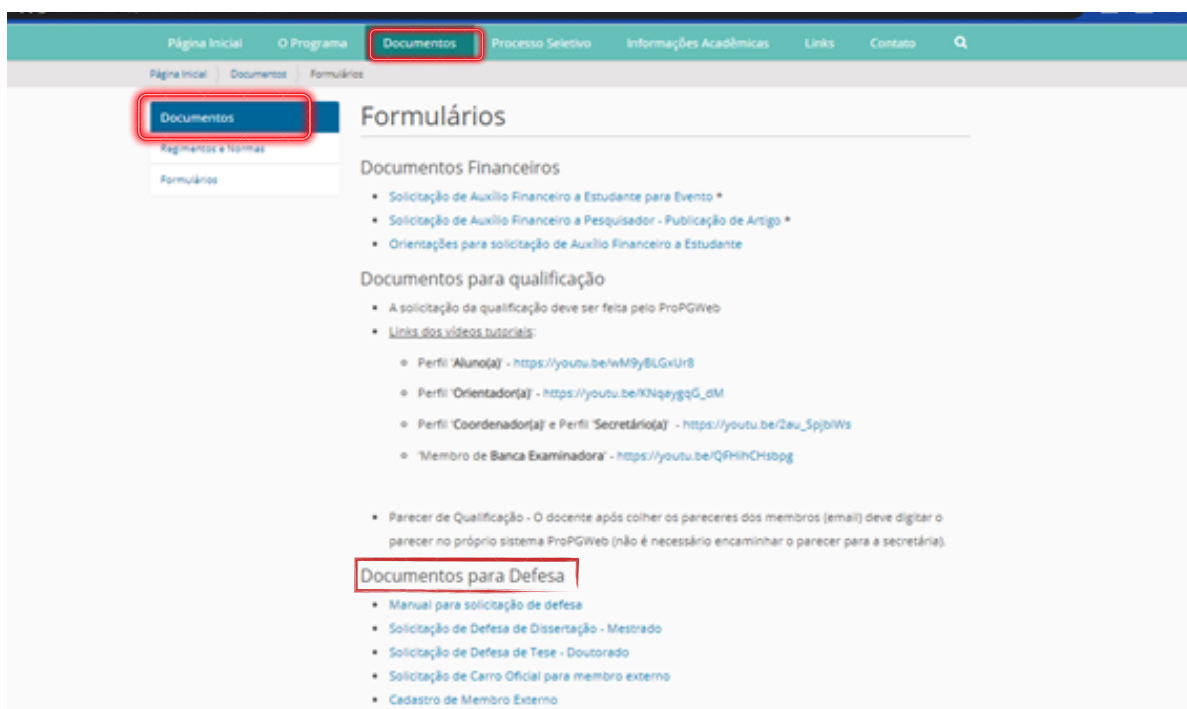 Página Inicial O Programa Documentos Processo Seletivo Informações Acadêmicas Links Contato
Página Inicial Documentos Formulários
Documentos
Regimentos e Normas
Formulários
Formulários
Documentos Financeiros
Solicitação de Auxílio Financeiro a Estudante para Evento *
Solicitação de Auxílio Financeiro a Pesquisador - Publicação de Artigo *
Orientações para solicitação de Auxílio Financeiro a Estudante
Documentos para qualificação
A solicitação da qualificação deve ser feita pelo ProPGWeb
Links dos vídeos tutoriais:
Perfil 'Aluno(a)' - https://youtu.be/wM9yBLGxUr8
Perfil 'Orientador(a)' - https://youtu.be/KNqaygqG_dM
Perfil 'Coordenador(a)' e Perfil 'Secretário(a)' - https://youtu.be/2au_SpjbIWs
'Membro de Banca Examinadora' - https://youtu.be/QFHihCHsbpg
Parecer de Qualificação - O docente após colher os pareceres dos membros (email) deve digitar o
parecer no próprio sistema ProPGWeb (não é necessário encaminhar o parecer para a secretária).
Documentos para Defesa
Manual para solicitação de defesa
Solicitação de Defesa de Dissertação - Mestrado
Solicitação de Defesa de Tese - Doutorado
Solicitação de Carro Oficial para membro externo
Cadastro de Membro Externo